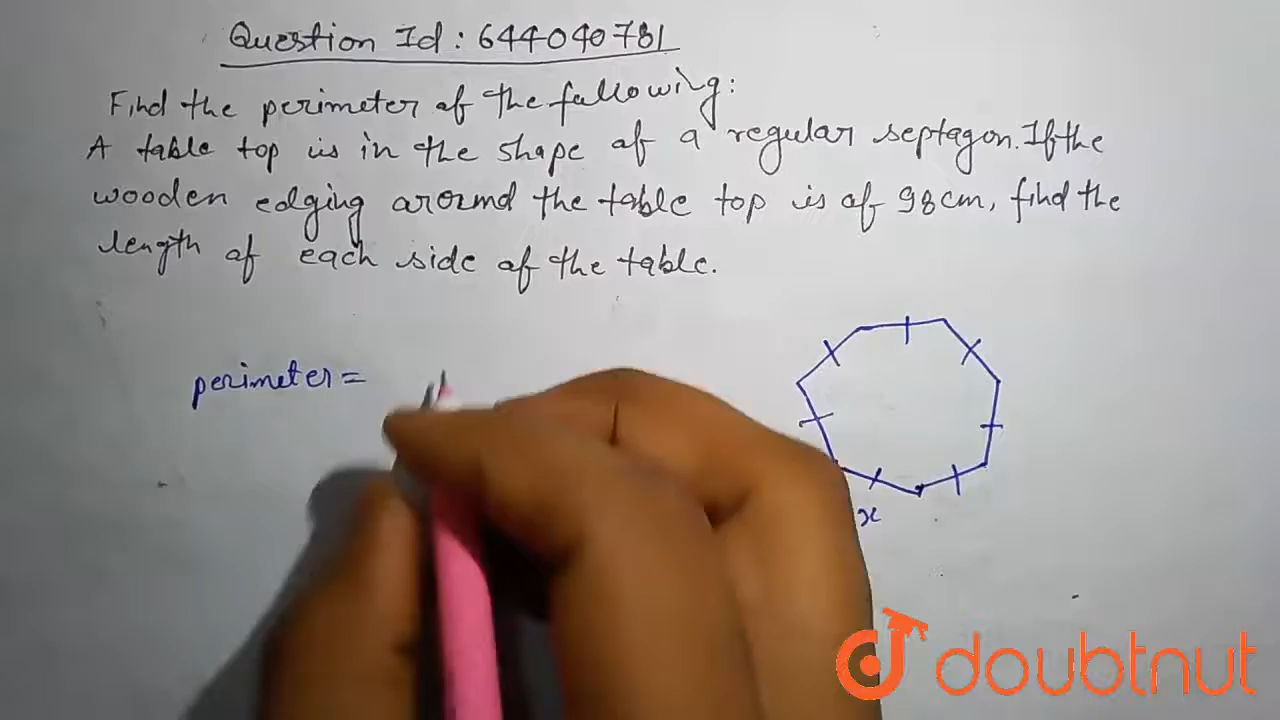 Question Id : 644040781
Find the perimeter of the following:
A table top is in the shape of a regular septagon. If the
wooden edging around the table top is of 98cm, find the
length of each side of the table.
perimeter =
x
doubtnut